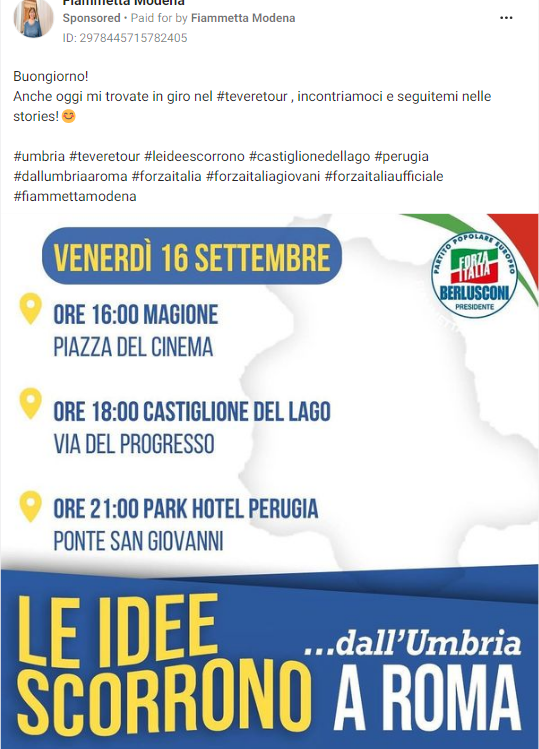 Fiammetta Modena
Sponsored • Paid for by Fiammetta Modena
ID: 2978445715782405
Buongiorno!
Anche oggi mi trovate in giro nel #teveretour , incontriamoci e seguitemi nelle
stories! 😊
#umbria #teveretour #leideescorrono #castiglionedellago #perugia
#dallumbriaaroma #forzaitalia #forzaitaliagiovani #forzaitaliaufficiale
#fiammettamodena
VENERDÌ 16 SETTEMBRE
PARTITO POPOLARE EUROPEO
FORZA
ITALIA
BERLUSCONI
PRESIDENTE
ORE 16:00 MAGIONE
PIAZZA DEL CINEMA
ORE 18:00 CASTIGLIONE DEL LAGO
VIA DEL PROGRESSO
ORE 21:00 PARK HOTEL PERUGIA
PONTE SAN GIOVANNI
LE IDEE
SCORRONO
...dall'Umbria
A ROMA